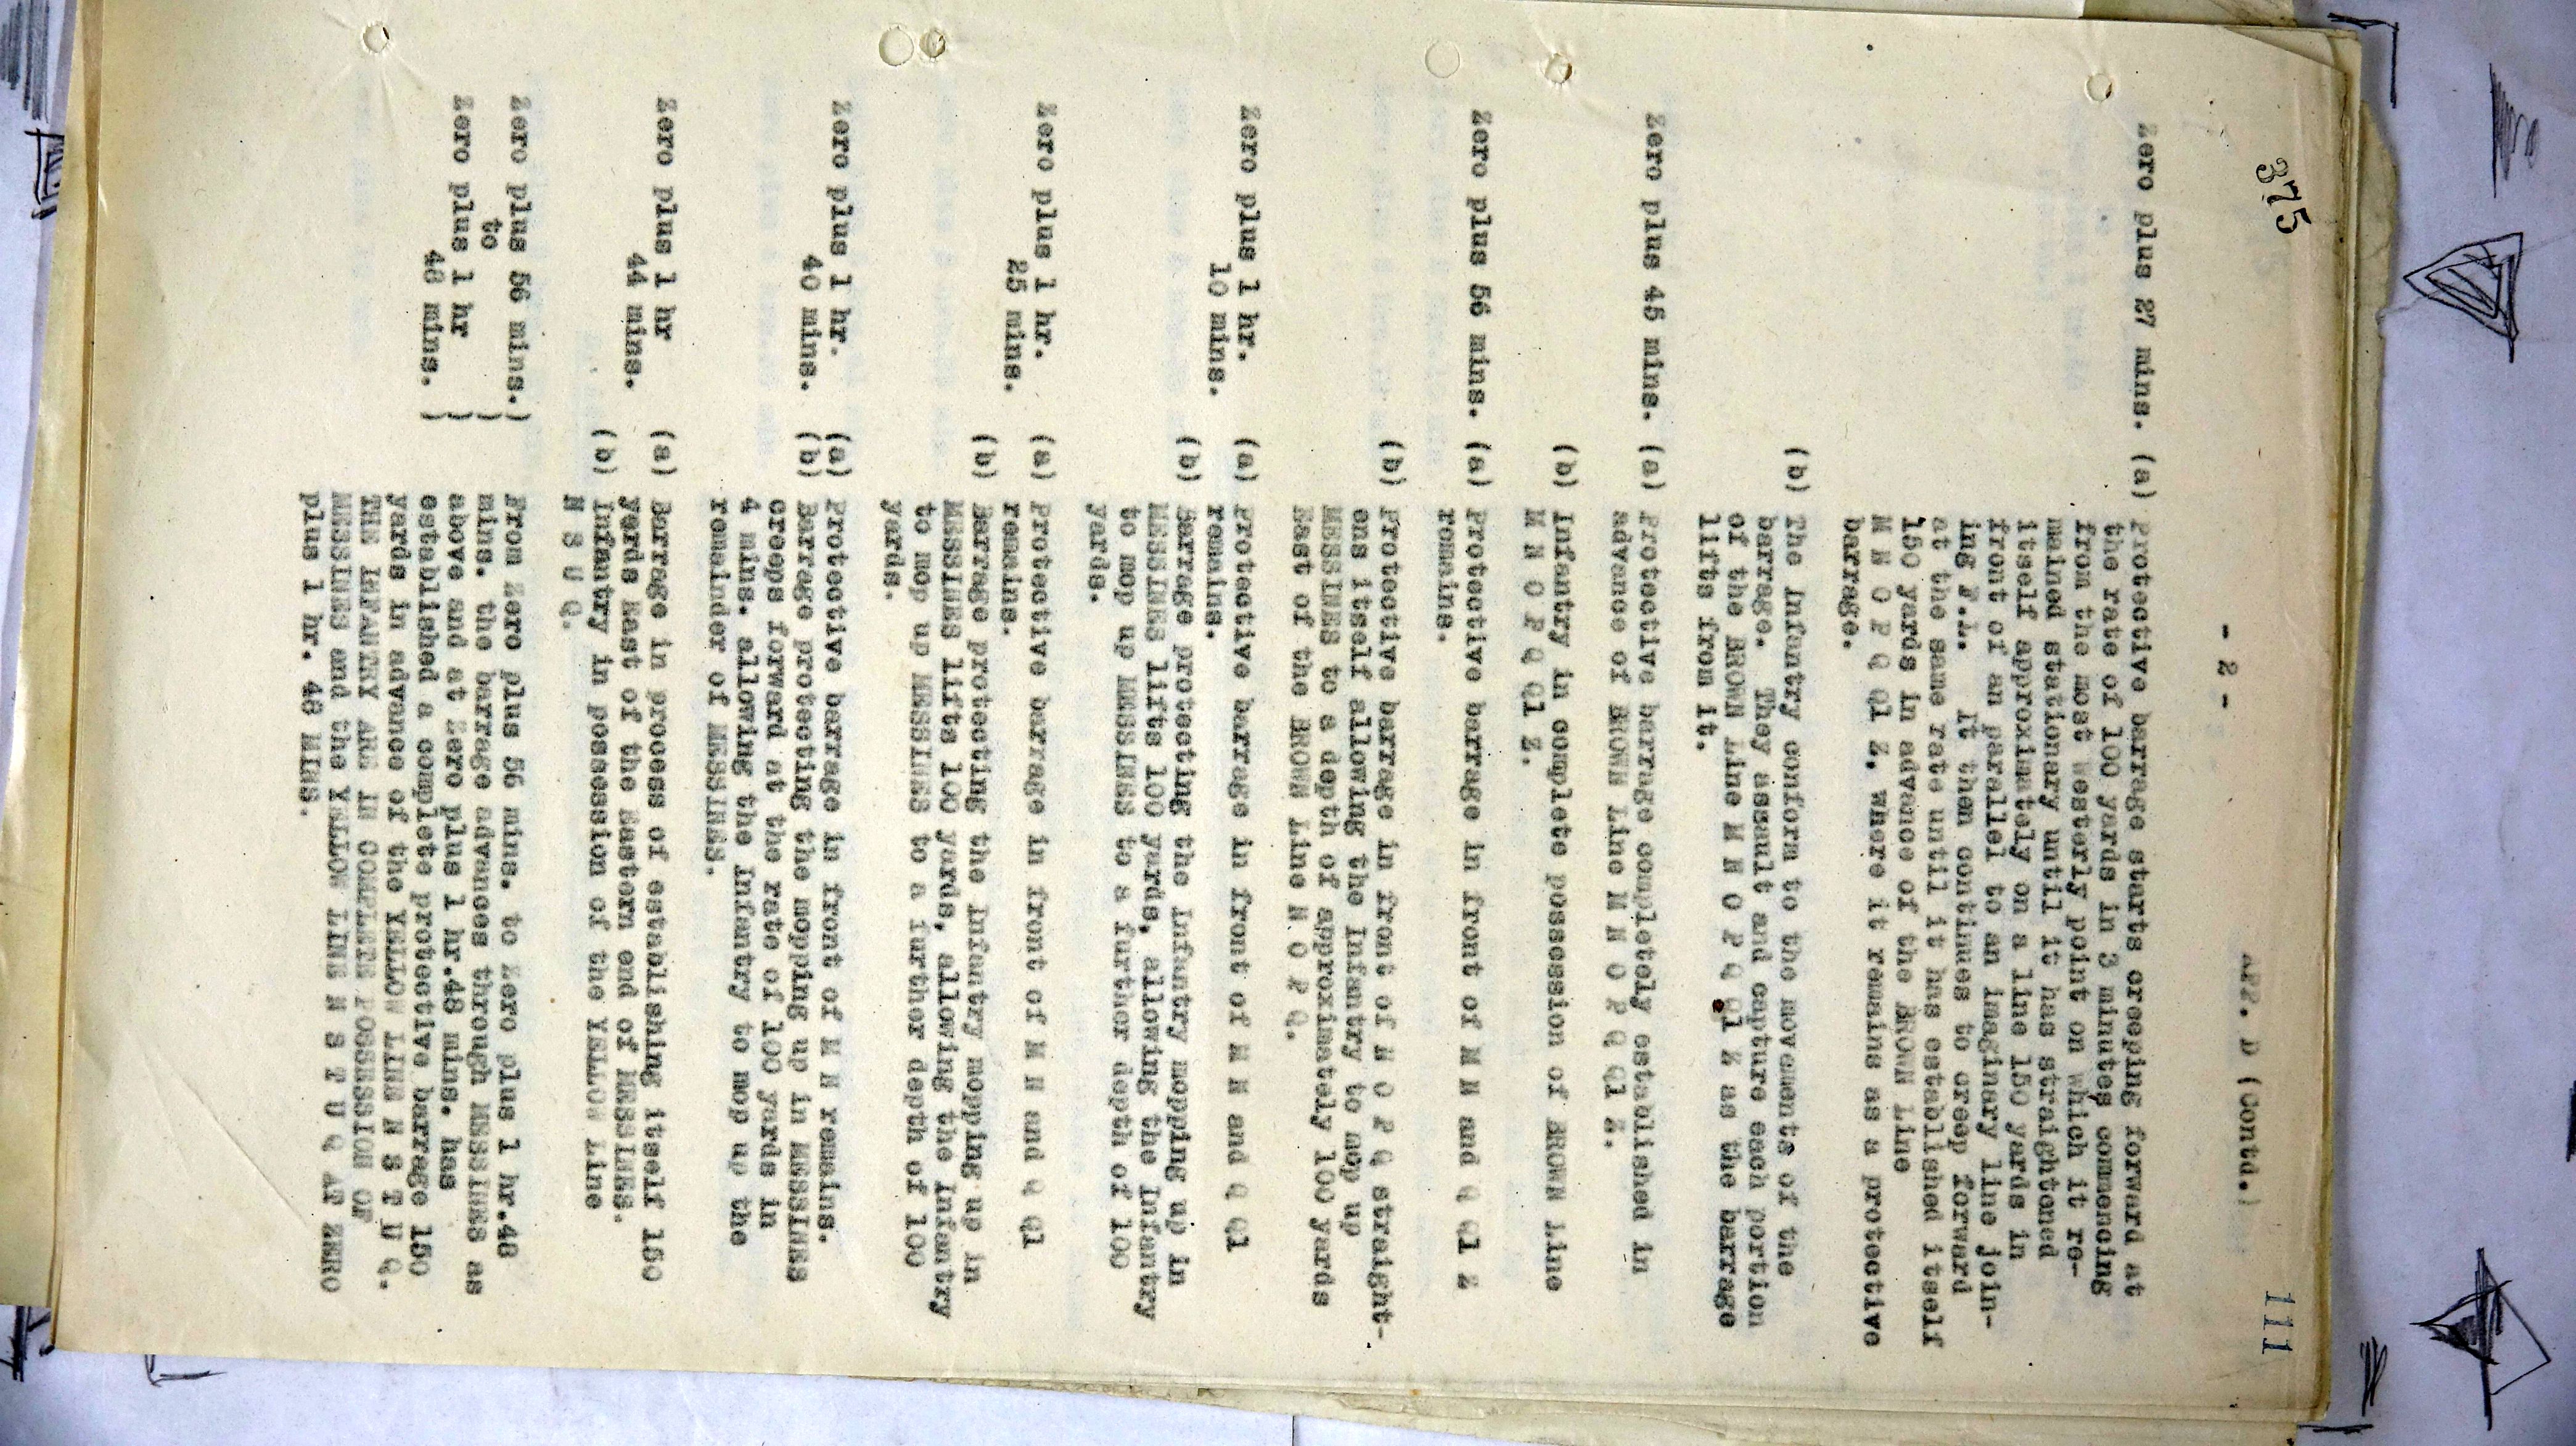 375
111
- 2 -
APP. D (Contd.)
Zero plus 27 mins. (a) Protective barrage starts creeping forward at
the rate of 100 yards in 3 minutes commencing
from the most Westerly point on which it re-
mained stationary until it has straightened
itself approximately on a line 150 yards in
front of an parallel to an imaginary line join-
ing F.L. It then continues to creep forward
at the same rate until it has established itself
150 yards in advance of the BROWN Line
M N O P Q Q1 Z. where it remains as a protective
barrage.
(b) The Infantry conform to the movements of the
barrage. They assault and capture each portion
of the BROWN Line M N O P Q Q1 Z as the barrage
lifts from it.
Zero plus 45 mins. (a) Protective barrage completely established in
advance of BROWN Line M N O P Q Q1 Z.
(b) Infantry in complete possession of BROWN Line
M N O P Q Q1 Z.
Zero plus 56 mins. (a) Protective barrage in front of M N and Q Q1 Z
remains.
(b) Protective barrage in front of N O P Q straight-
ens itself allowing the Infantry to mop up
MESSINES to a depth of approximately 100 yards
East of the BROWN Line N O P Q.
Zero plus 1 hr. (a) Protective barrage in front of M N and Q Q1
10 mins. remains.
(b) Barrage protecting the Infantry mopping up in
MESSINES lifts 100 yards, allowing the Infantry
to mop up MESSINES to a further depth of 100
yards.
Zero plus 1 hr. (a) Protective barrage in front of M N and Q Q1
25 mins. remains.
(b) Barrage protecting the Infantry mopping up in
MESSINES lifts 100 yards, allowing the Infantry
to mop up MESSINES to a further depth of 100
yards.
Zero plus 1 hr. (a) Protective barrage in front of M N remains.
40 mins. (b) Barrage protecting the mopping up in MESSINES
creeps forward at the rate of 100 yards in
4 mins. allowing the Infantry to mop up the
remainder of MESSINES.
Zero plus 1 hr (a) Barrage in process of establishing itself 150
44 mins. yards East of the Eastern end of MESSINES.
(b) Infantry in possession of the YELLOW Line
N S U Q.
Zero plus 56 mins.) From Zero plus 56 mins. to Zero plus 1 hr.48
to ) mins. the barrage advances through MESSINES as
Zero plus 1 hr ) above and at Zero plus 1 hr.48 mins. has
48 mins. ) established a complete protective barrage 150
yards in advance of the YELLOW LINE N S T U Q.
THE INFANTRY ARE IN COMPLETE POSSESSION OF
MESSINES and the YELLOW LINE N S T U Q AT ZERO
plus 1 hr. 48 MINS.